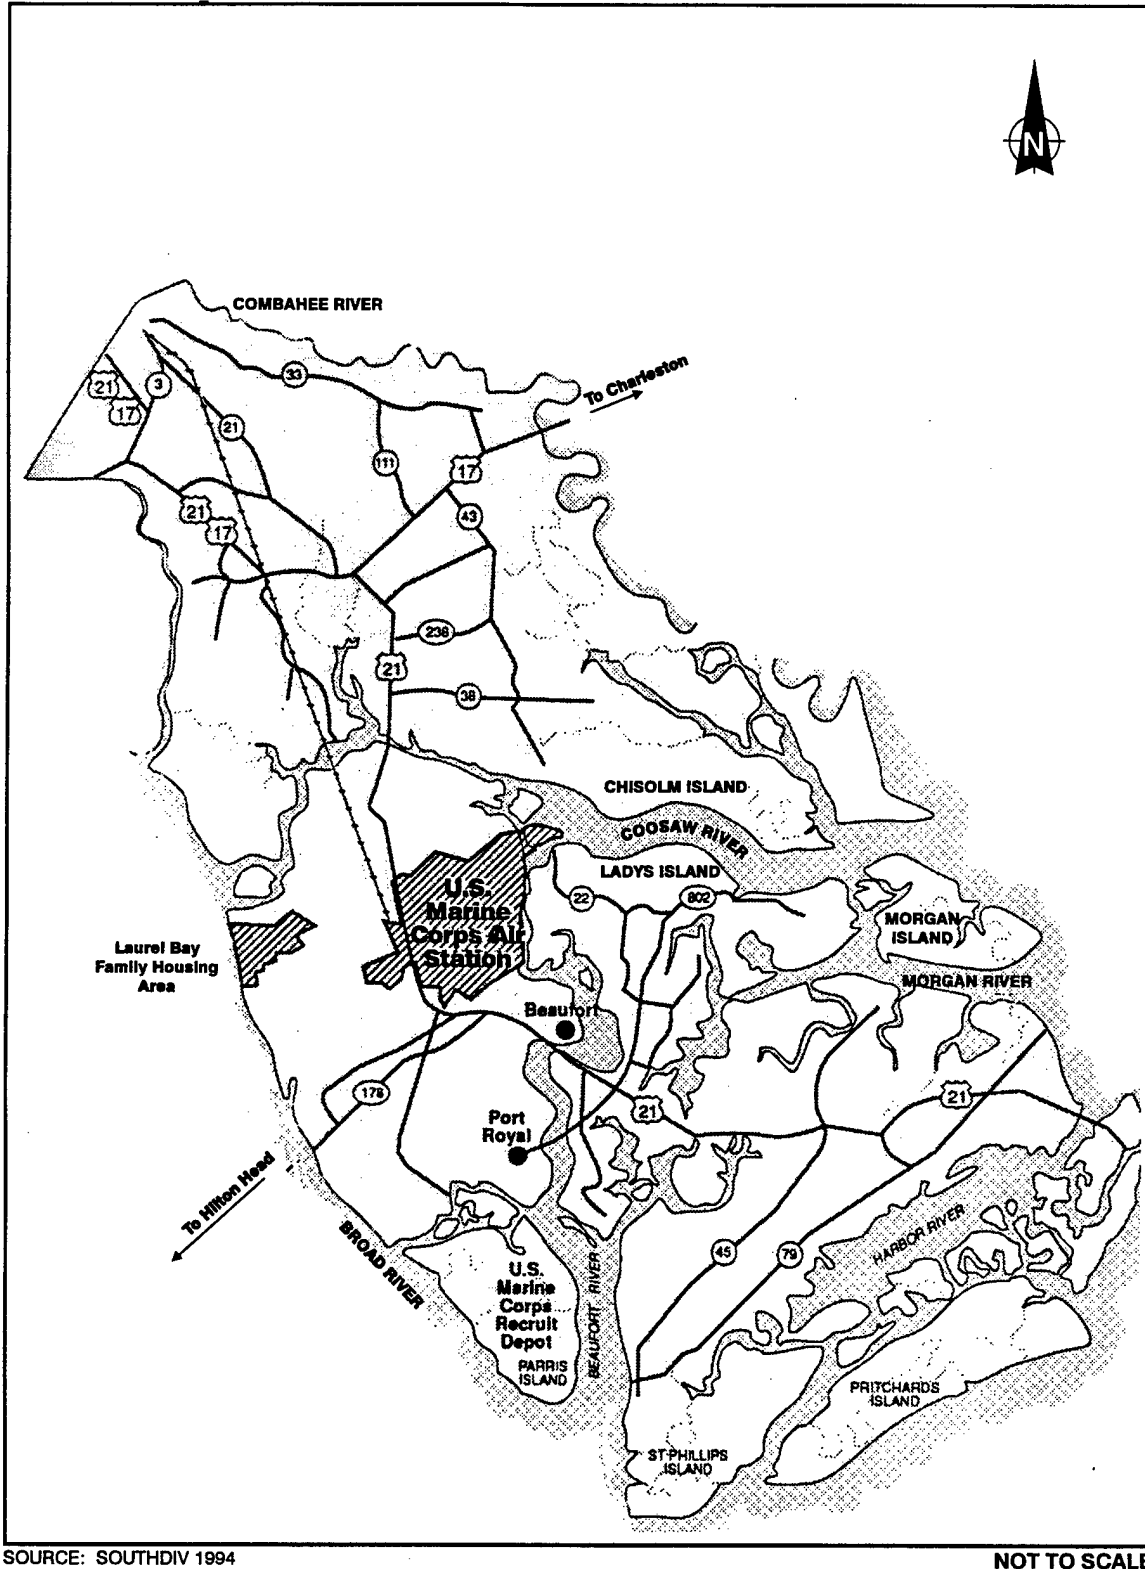 N
COMBAHEE RIVER
To Charleston
33
21
3
17
21
111
17
21
17
43
238
21
38
CHISOLM ISLAND
COOSAW RIVER
LADYS ISLAND
22
802
U.S.
Marine
Corps Air
Station
MORGAN
ISLAND
Laurel Bay
Family Housing
Area
MORGAN RIVER
Beaufort
178
21
21
Port
Royal
To Hilton Head
BROAD RIVER
HARBOR RIVER
45
79
U.S.
Marine
Corps
Recruit
Depot
BEAUFORT RIVER
PARRIS
ISLAND
PRITCHARDS
ISLAND
ST PHILLIPS
ISLAND
SOURCE: SOUTHDIV 1994
NOT TO SCALE